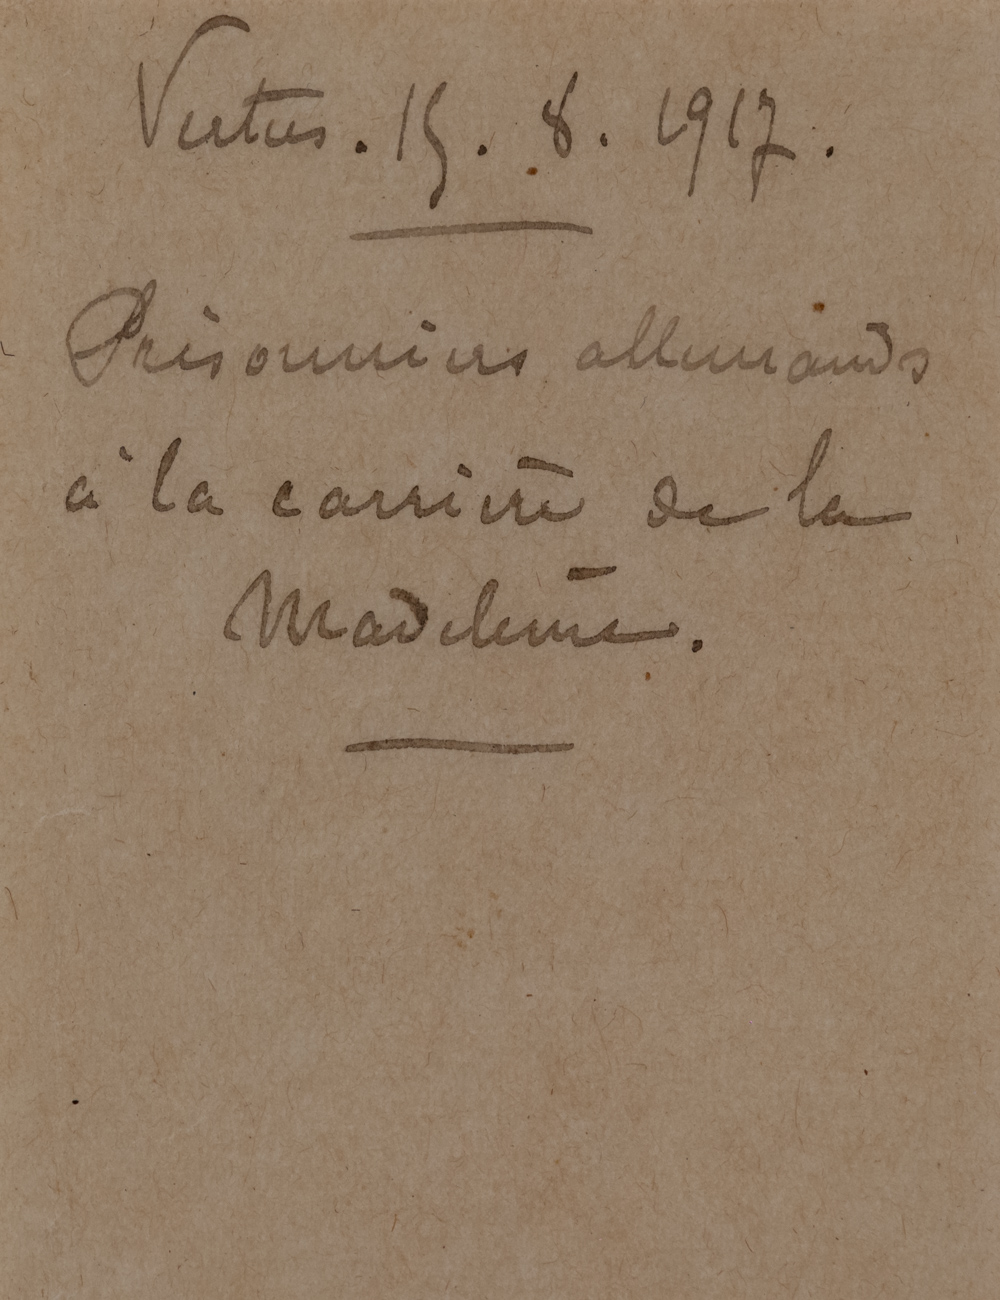 Vertus. 15. 8. 1917.
Prisonniers allemands
à la carrière de la
Madeleine.